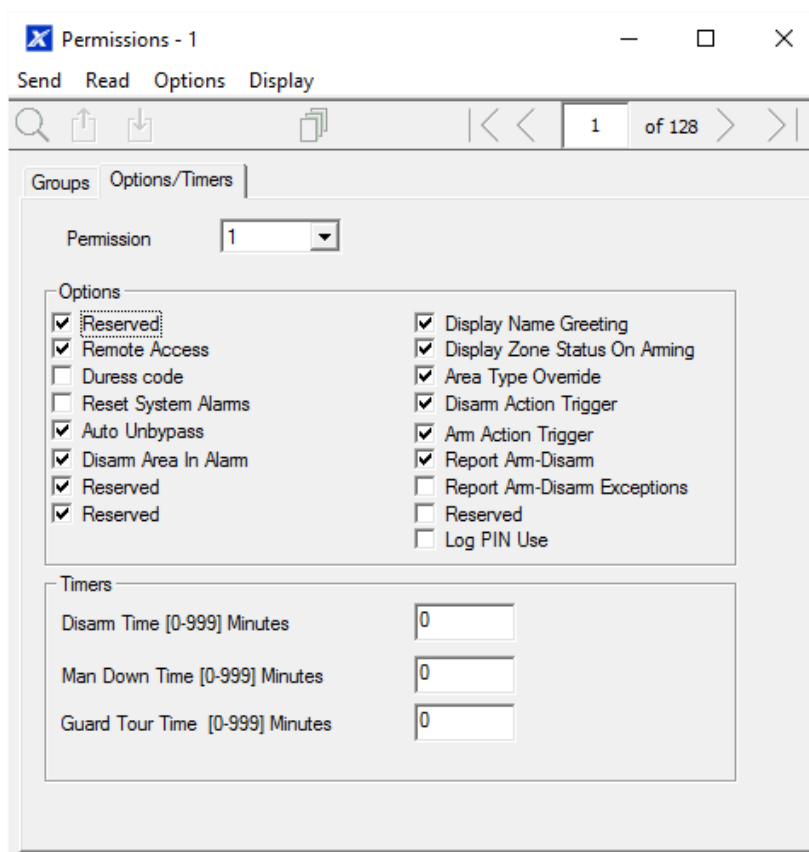 Permissions - 1
Send Read Options Display
1 of 128
Groups Options/Timers
Permission 1
Options
Reserved
Remote Access
Duress code
Reset System Alarms
Auto Unbypass
Disarm Area In Alarm
Reserved
Reserved
Display Name Greeting
Display Zone Status On Arming
Area Type Override
Disarm Action Trigger
Arm Action Trigger
Report Arm-Disarm
Report Arm-Disarm Exceptions
Reserved
Log PIN Use
Timers
Disarm Time [0-999] Minutes 0
Man Down Time [0-999] Minutes 0
Guard Tour Time [0-999] Minutes 0